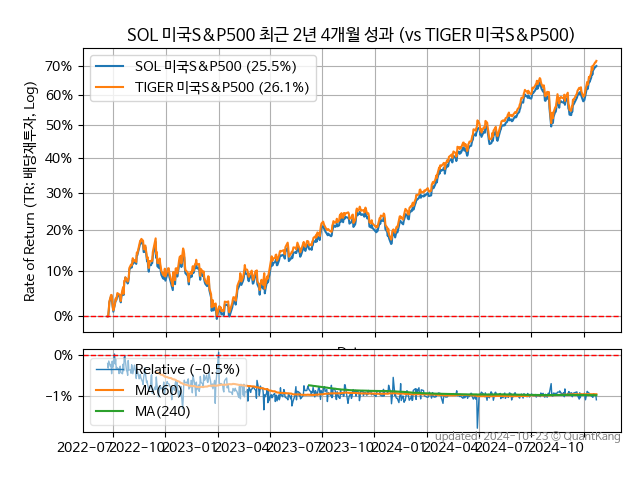 SOL 미국S&P500 최근 2년 4개월 성과 (vs TIGER 미국S&P500)
SOL 미국S&P500 (25.5%)
TIGER 미국S&P500 (26.1%)
70%
60%
50%
40%
30%
20%
10%
0%
Rate of Return (TR: 배당재투자, Log)
0%
-1%
Relative (-0.5%)
MA(60)
MA(240)
updated: 2024-10-23 © QuantKang
2022-07 2022-10 2023-01 2023-04 2023-07 2023-10 2024-01 2024-04 2024-07 2024-10